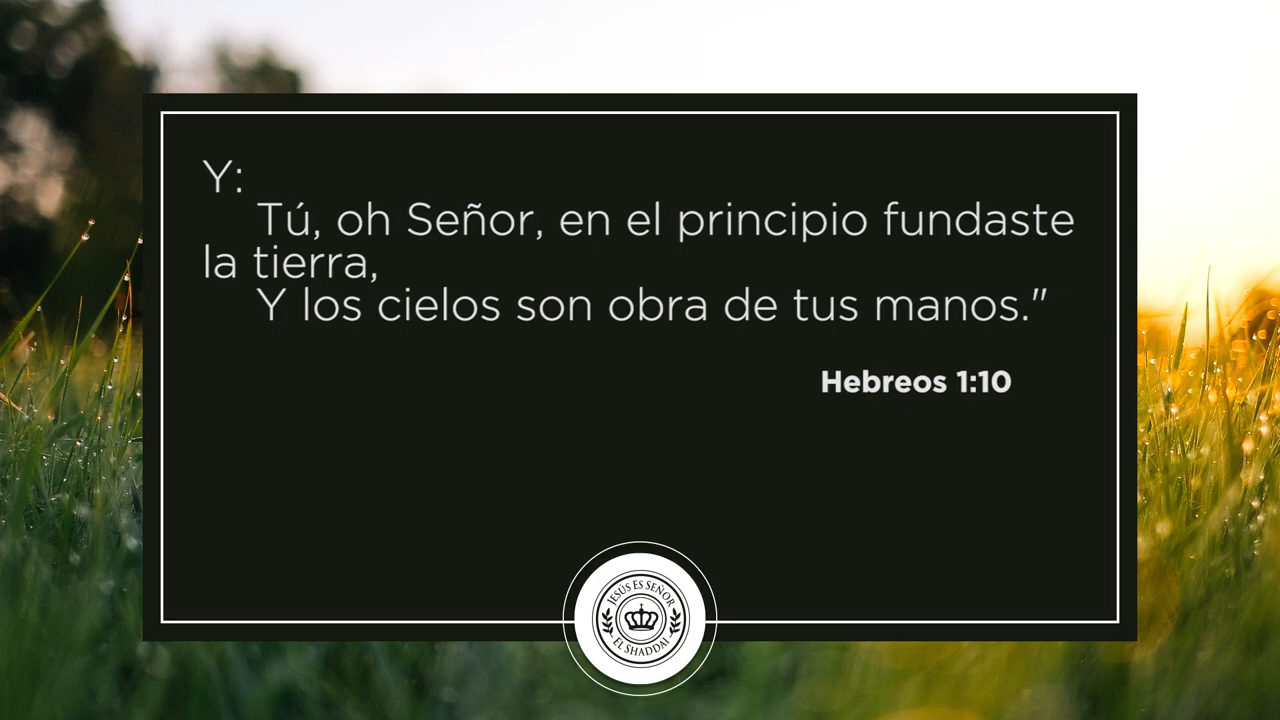 Y:
Tú, oh Señor, en el principio fundaste
la tierra,
Y los cielos son obra de tus manos."
Hebreos 1:10
JESÚS ES SEÑOR
EL SHADDAI